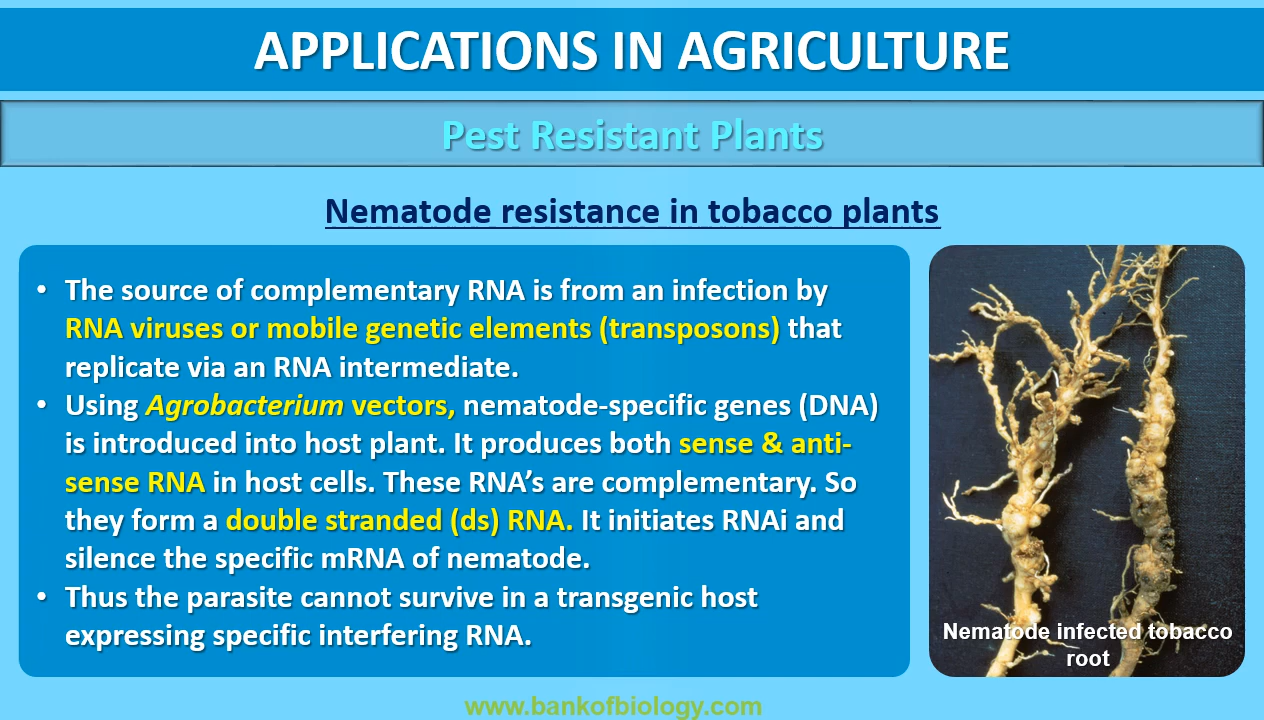 APPLICATIONS IN AGRICULTURE
Pest Resistant Plants
Nematode resistance in tobacco plants
• The source of complementary RNA is from an infection by
RNA viruses or mobile genetic elements (transposons) that
replicate via an RNA intermediate.
• Using Agrobacterium vectors, nematode-specific genes (DNA)
is introduced into host plant. It produces both sense & anti-
sense RNA in host cells. These RNA’s are complementary. So
they form a double stranded (ds) RNA. It initiates RNAi and
silence the specific mRNA of nematode.
• Thus the parasite cannot survive in a transgenic host
expressing specific interfering RNA.
Nematode infected tobacco
root
www.bankofbiology.com